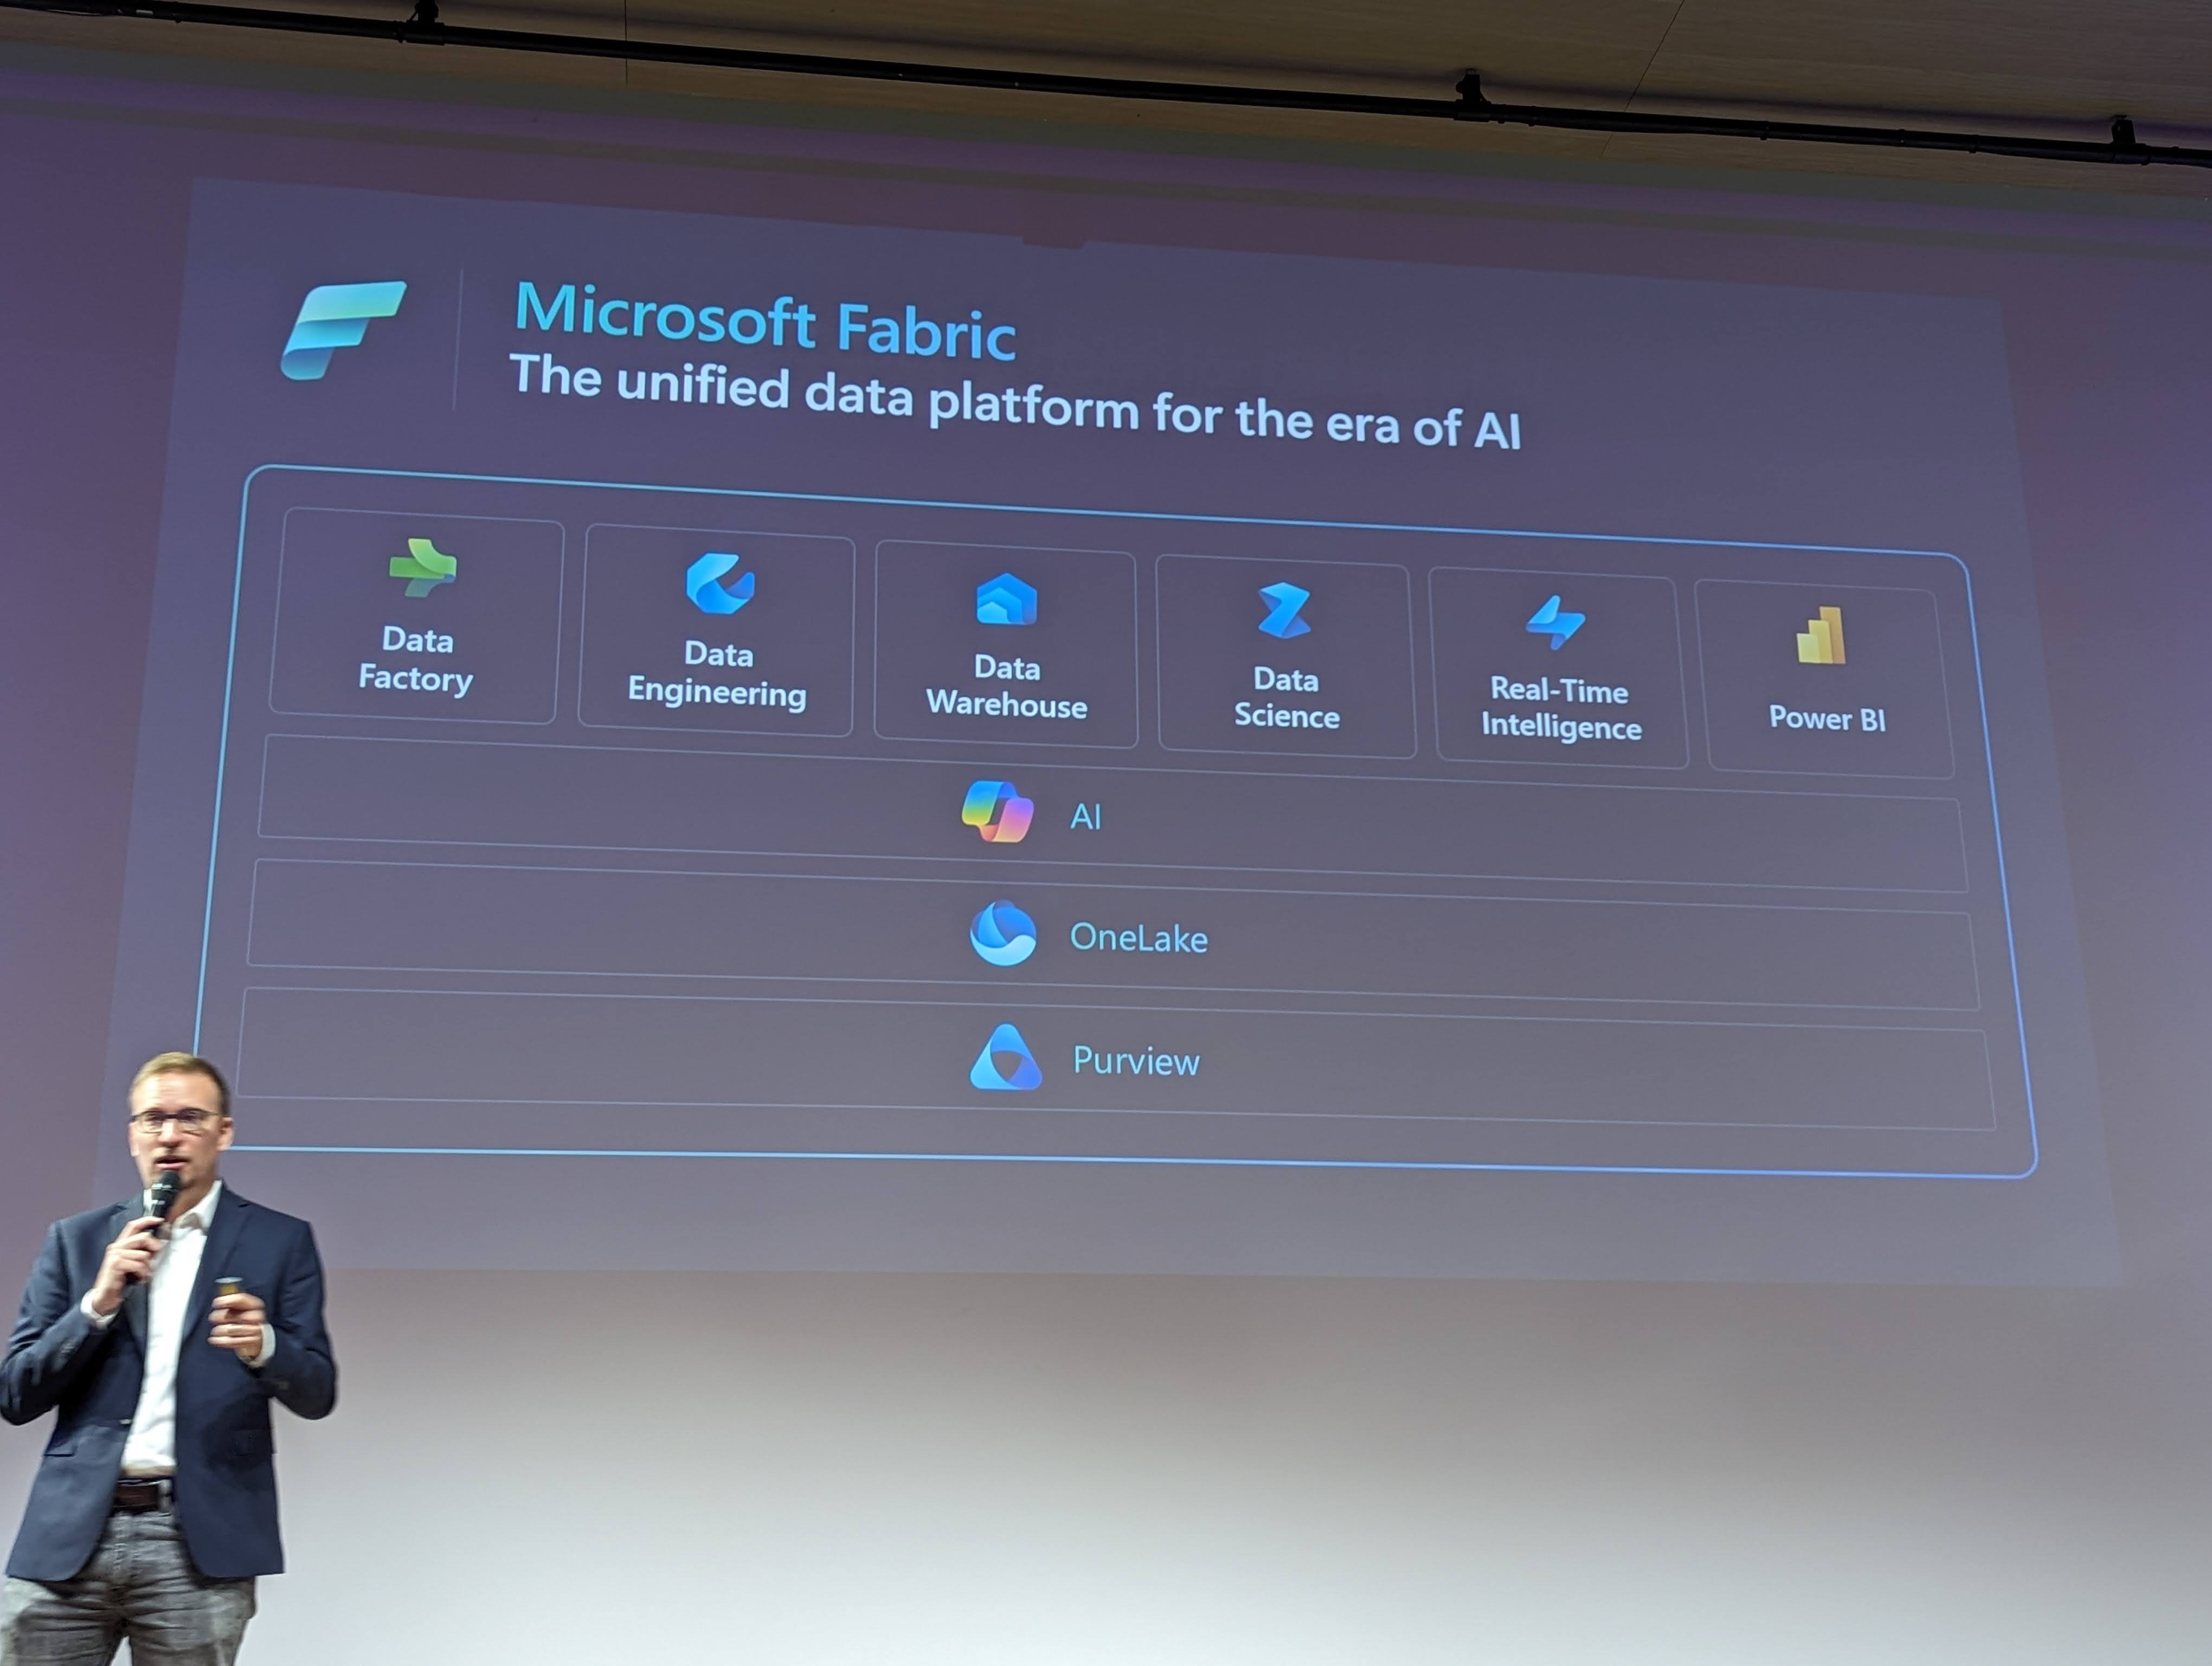 Microsoft Fabric
The unified data platform for the era of AI
Data
Factory
Data
Engineering
Data
Warehouse
Data
Science
Real-Time
Intelligence
Power BI
AI
OneLake
Purview